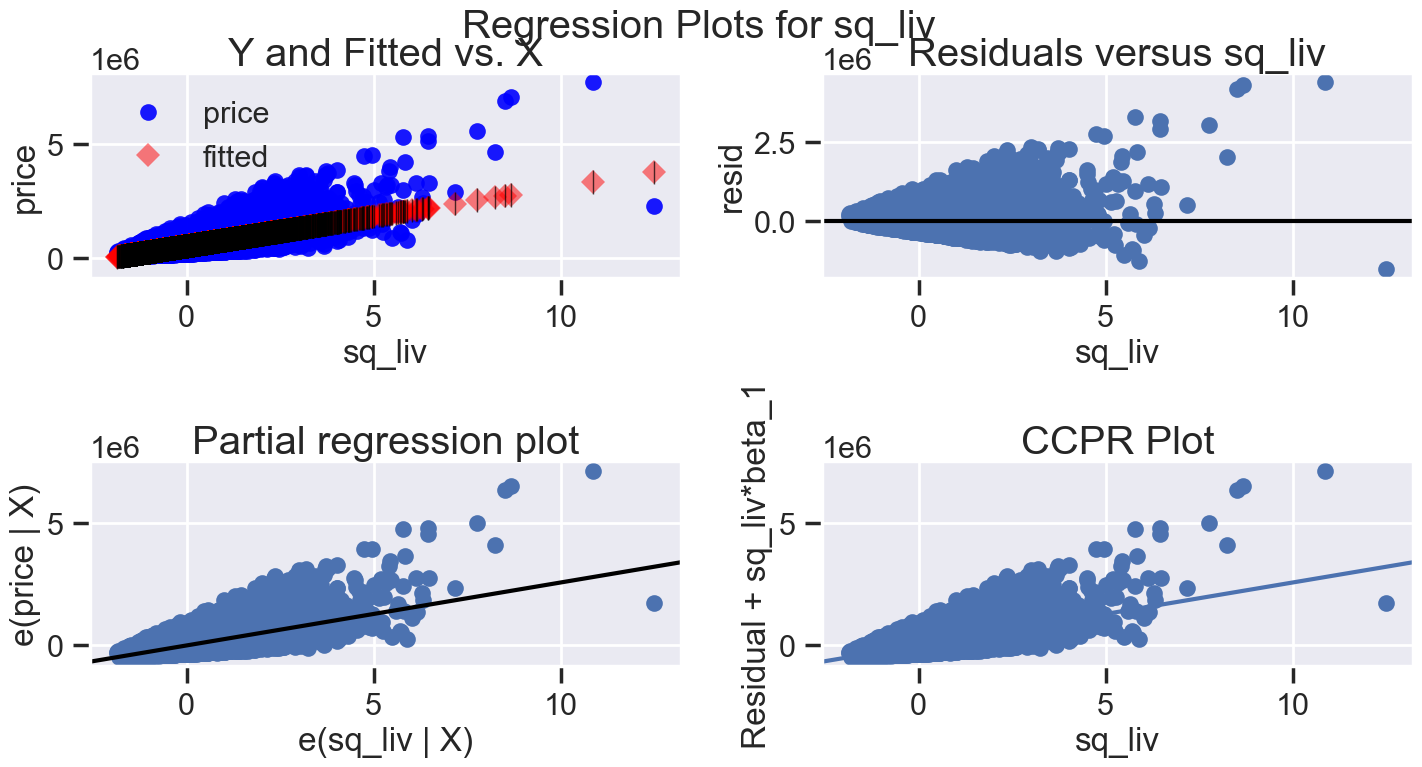 Regression Plots for sq_liv
Y and Fitted vs. X
1e6
price
fitted
5
0
price
0 5 10
sq_liv
Residuals versus sq_liv
1e6
2.5
0.0
resid
0 5 10
sq_liv
Partial regression plot
1e6
5
0
e(price | X)
0 5 10
e(sq_liv | X)
CCPR Plot
1e6
5
0
Residual + sq_liv*beta_1
0 5 10
sq_liv